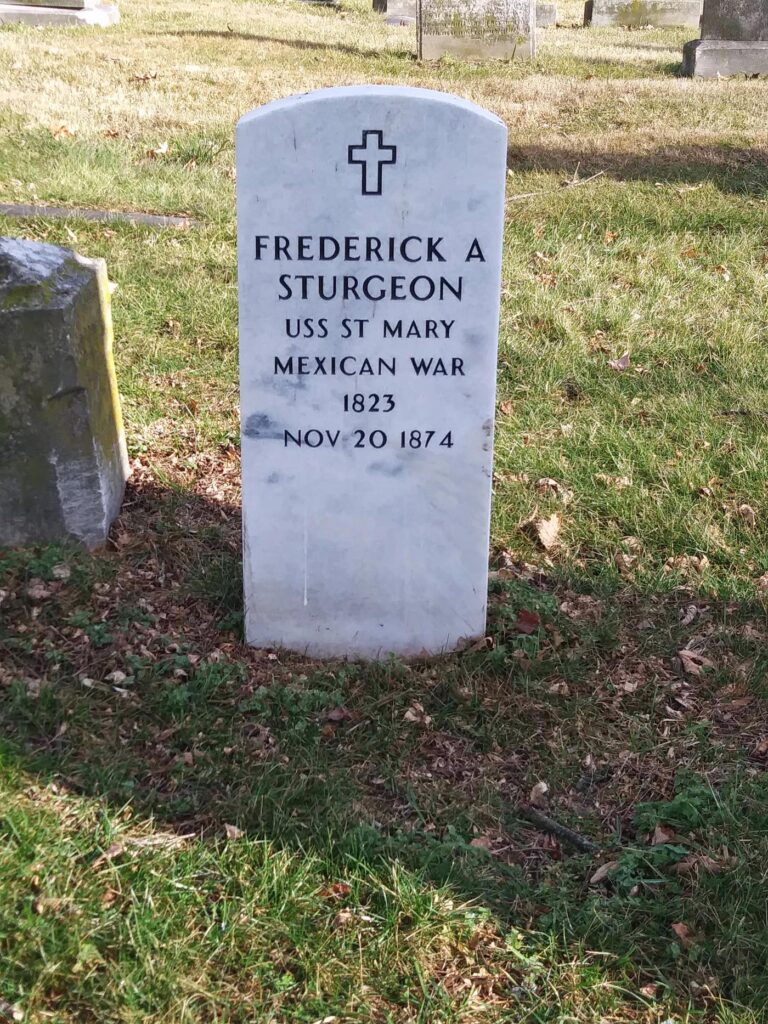 FREDERICK A
STURGEON
USS ST MARY
MEXICAN WAR
1823
NOV 20 1874